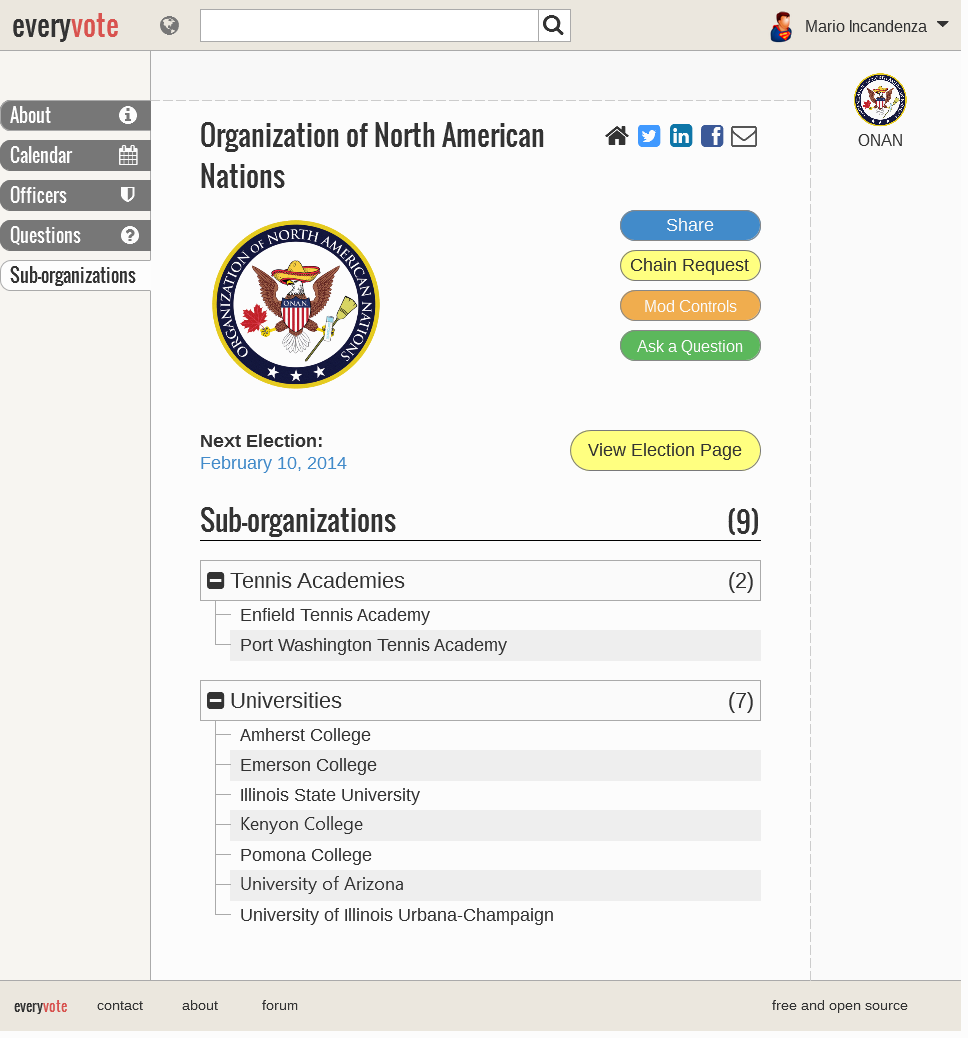 everyvote
Mario Incandenza
ONAN
About
Calendar
Officers
Questions
Sub-organizations
Organization of North American
Nations
ORGANIZATION OF NORTH AMERICAN NATIONS
ONAN
Share
Chain Request
Mod Controls
Ask a Question
Next Election:
February 10, 2014
View Election Page
Sub-organizations (9)
Tennis Academies (2)
Enfield Tennis Academy
Port Washington Tennis Academy
Universities (7)
Amherst College
Emerson College
Illinois State University
Kenyon College
Pomona College
University of Arizona
University of Illinois Urbana-Champaign
everyvote contact about forum free and open source